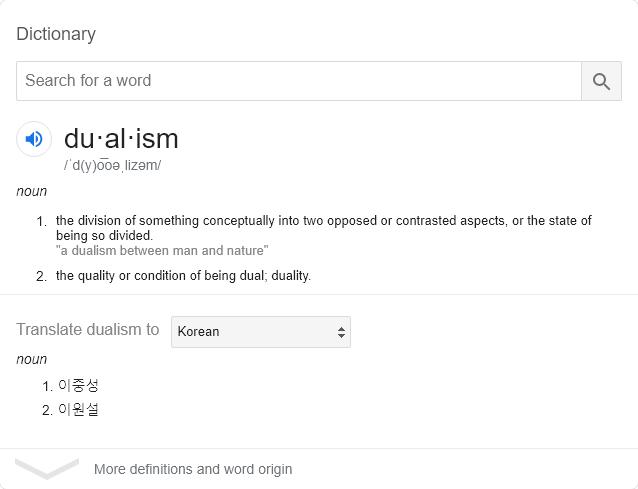 Dictionary
Search for a word
du·al·ism
/ˈd(y)o͞oəˌlizəm/
noun
1. the division of something conceptually into two opposed or contrasted aspects, or the state of
being so divided.
"a dualism between man and nature"
2. the quality or condition of being dual; duality.
Translate dualism to Korean
noun
1. 이중성
2. 이원설
More definitions and word origin